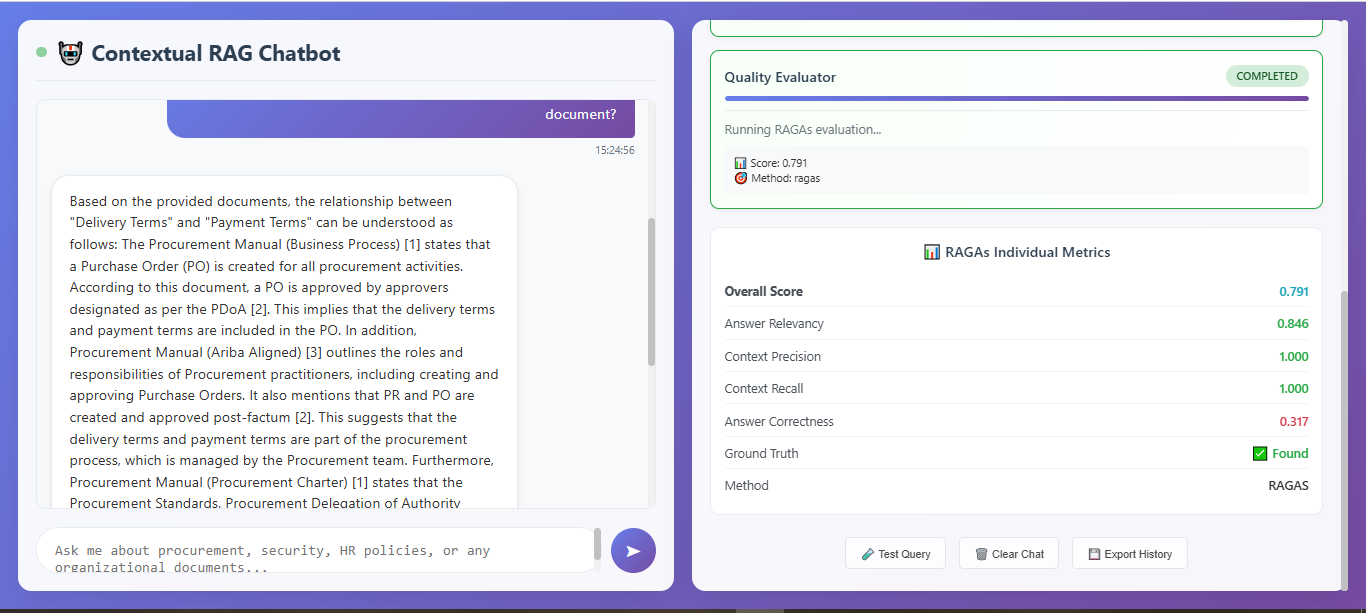 Contextual RAG Chatbot
document?
15:24:56
Based on the provided documents, the relationship between
"Delivery Terms" and "Payment Terms" can be understood as
follows: The Procurement Manual (Business Process) [1] states that
a Purchase Order (PO) is created for all procurement activities.
According to this document, a PO is approved by approvers
designated as per the PDoA [2]. This implies that the delivery terms
and payment terms are included in the PO. In addition,
Procurement Manual (Ariba Aligned) [3] outlines the roles and
responsibilities of Procurement practitioners, including creating and
approving Purchase Orders. It also mentions that PR and PO are
created and approved post-factum [2]. This suggests that the
delivery terms and payment terms are part of the procurement
process, which is managed by the Procurement team. Furthermore,
Procurement Manual (Procurement Charter) [1] states that the
Procurement Standards, Procurement Delegation of Authority
Ask me about procurement, security, HR policies, or any
organizational documents...
Quality Evaluator
COMPLETED
Running RAGAs evaluation...
Score: 0.791
Method: ragas
RAGAs Individual Metrics
Overall Score 0.791
Answer Relevancy 0.846
Context Precision 1.000
Context Recall 1.000
Answer Correctness 0.317
Ground Truth ✅ Found
Method RAGAS
Test Query
Clear Chat
Export History